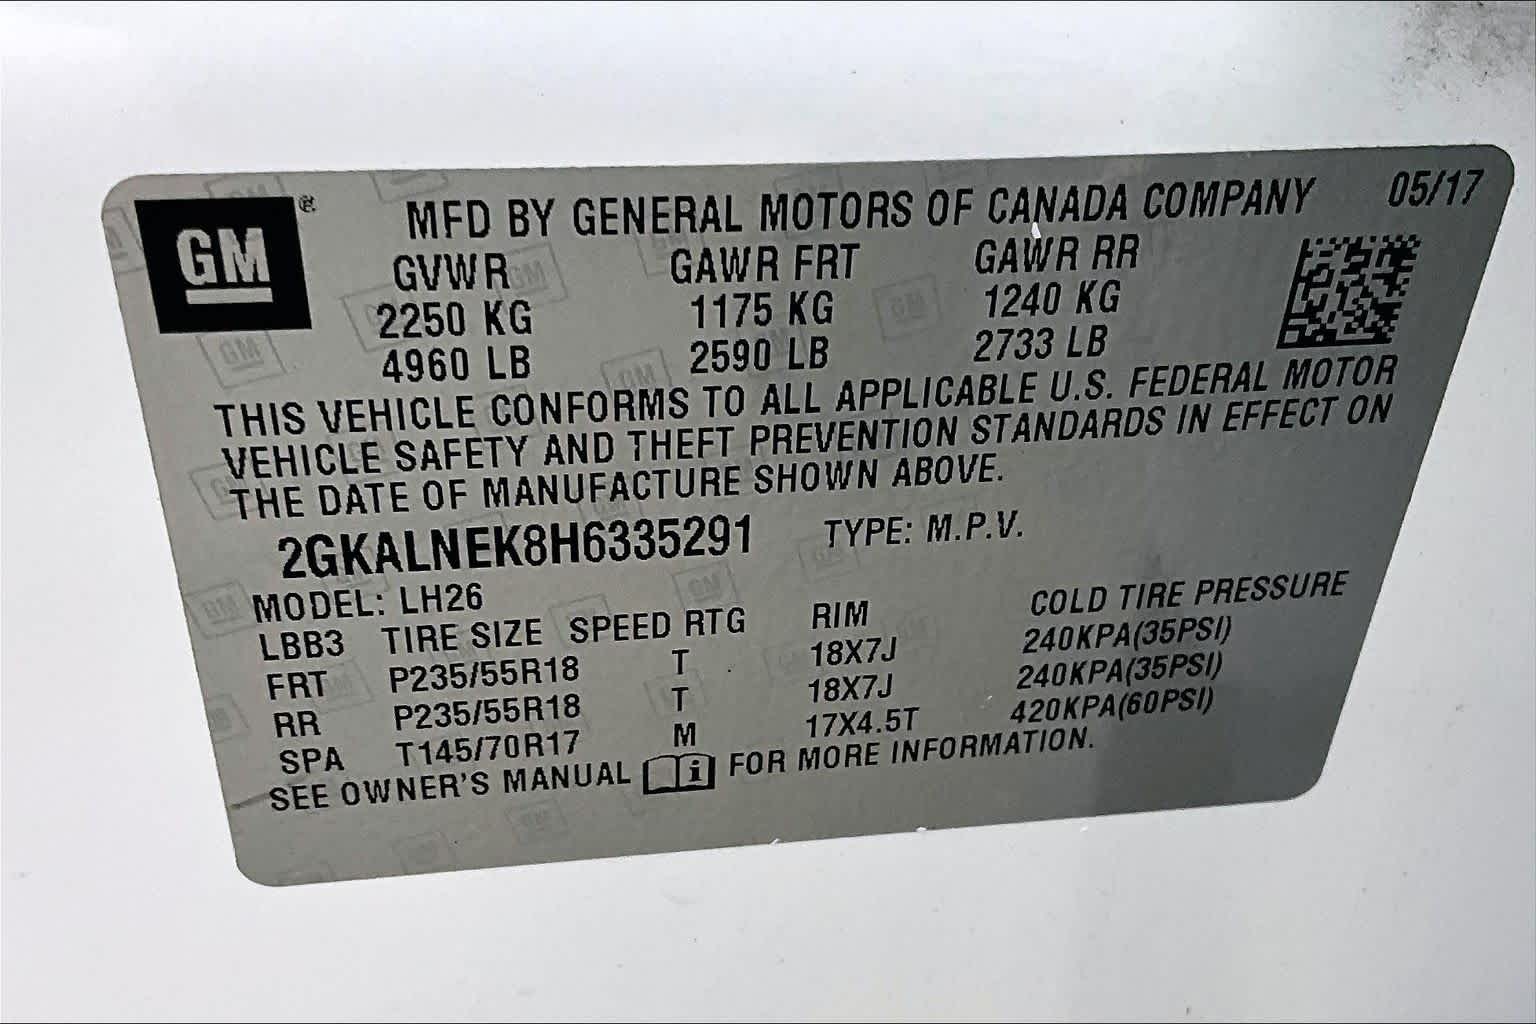 GM®
MFD BY GENERAL MOTORS OF CANADA COMPANY 05/17
GVWR GAWR FRT GAWR RR
2250 KG 1175 KG 1240 KG
4960 LB 2590 LB 2733 LB
THIS VEHICLE CONFORMS TO ALL APPLICABLE U.S. FEDERAL MOTOR
VEHICLE SAFETY AND THEFT PREVENTION STANDARDS IN EFFECT ON
THE DATE OF MANUFACTURE SHOWN ABOVE.
2GKALNEK8H6335291 TYPE: M.P.V.
MODEL: LH26
LBB3 TIRE SIZE SPEED RTG RIM COLD TIRE PRESSURE
FRT P235/55R18 T 18X7J 240KPA(35PSI)
RR P235/55R18 T 18X7J 240KPA(35PSI)
SPA T145/70R17 M 17X4.5T 420KPA(60PSI)
SEE OWNER'S MANUAL i FOR MORE INFORMATION.